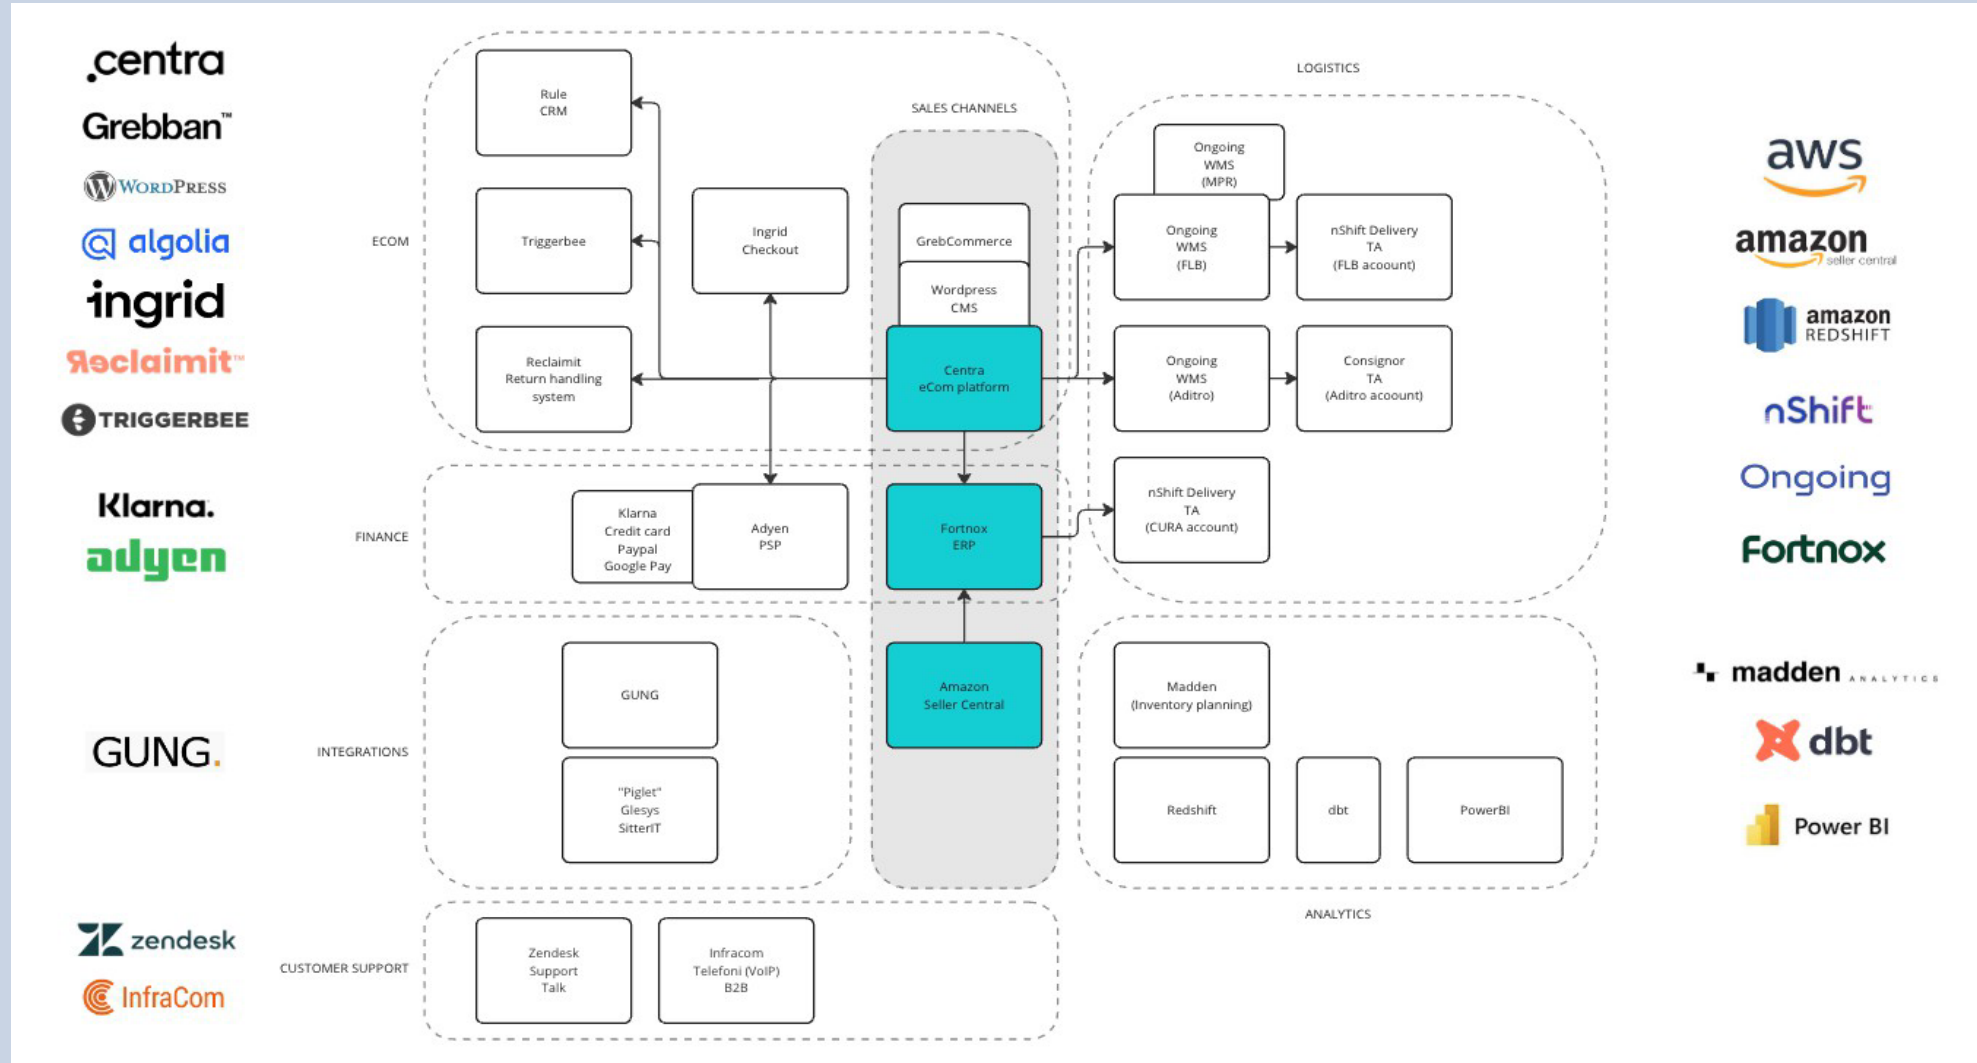 centra
Grebban™
WORDPRESS
algolia
ingrid
Reclaimit™
TRIGGERBEE
Klarna.
adyen
GUNG.
zendesk
InfraCom
ECOM
FINANCE
INTEGRATIONS
CUSTOMER SUPPORT
Rule
CRM
Triggerbee
Reclaimit
Return handling
system
Ingrid
Checkout
SALES CHANNELS
GrebCommerce
Wordpress
CMS
Centra
eCom platform
Klarna
Credit card
Paypal
Google Pay
Adyen
PSP
Fortnox
ERP
GUNG
"Piglet"
Glesys
SitterIT
Amazon
Seller Central
Zendesk
Support
Talk
Infracom
Telefoni (VoIP)
B2B
LOGISTICS
Ongoing
WMS
(MPR)
Ongoing
WMS
(FLB)
nShift Delivery
TA
(FLB acoount)
Ongoing
WMS
(Aditro)
Consignor
TA
(Aditro acoount)
nShift Delivery
TA
(CURA account)
Madden
(Inventory planning)
Redshift
dbt
PowerBI
ANALYTICS
aws
amazon
seller central
amazon
REDSHIFT
nShift
Ongoing
Fortnox
madden ANALYTICS
dbt
Power BI